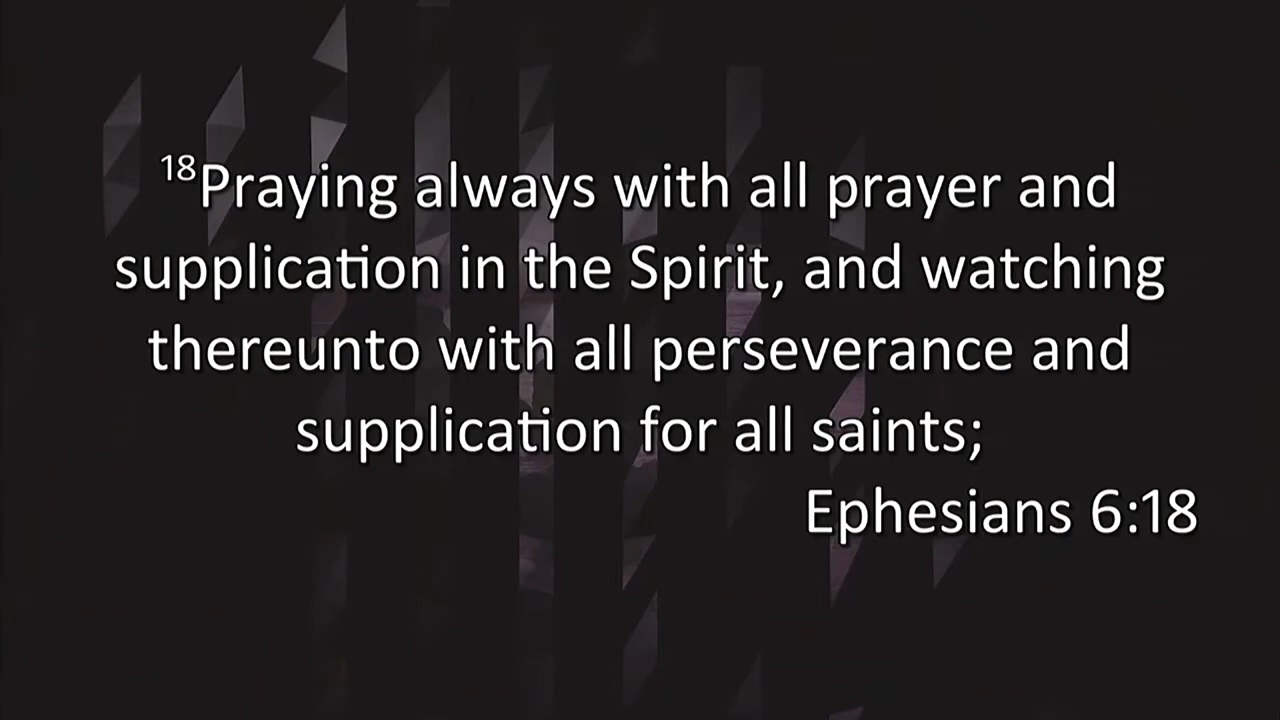 18Praying always with all prayer and
supplication in the Spirit, and watching
thereunto with all perseverance and
supplication for all saints;
Ephesians 6:18